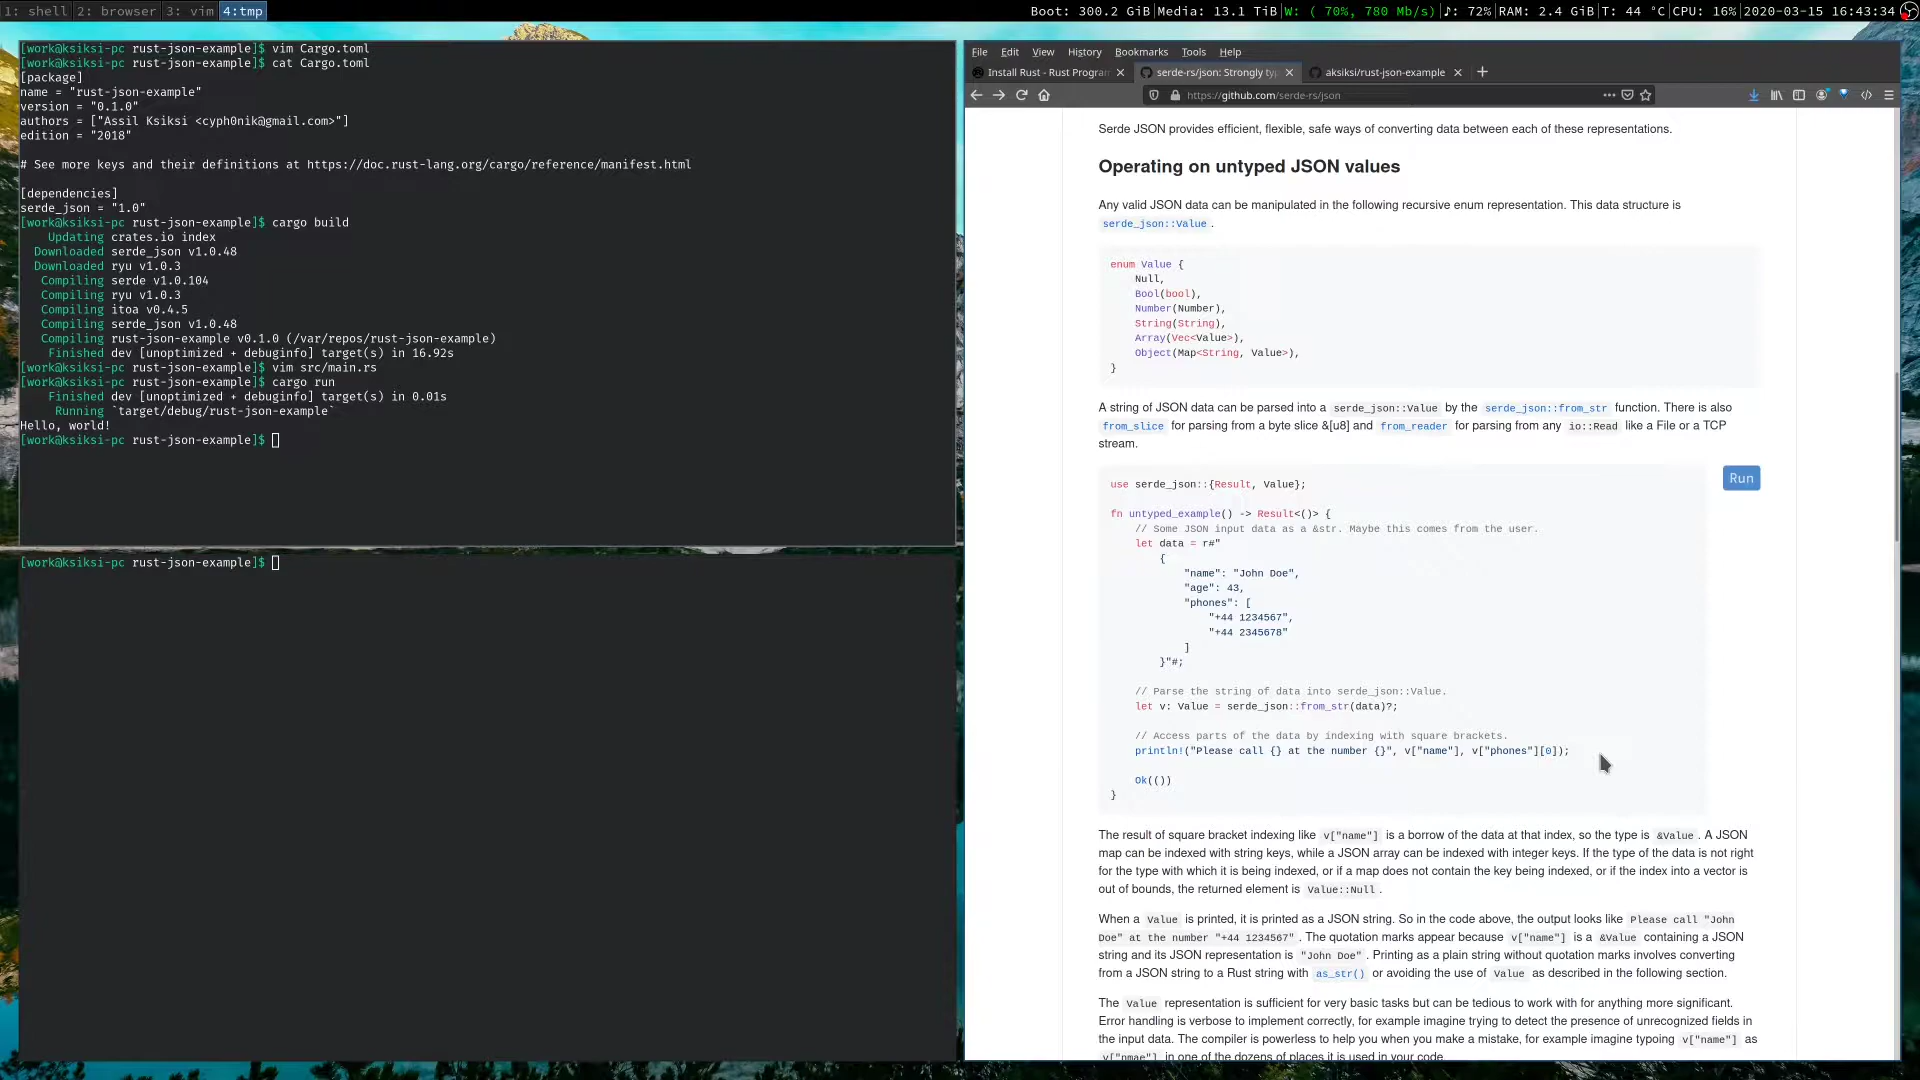 1: shell 2: browser 3: vim 4:tmp
Boot: 300.2 GiB|Media: 13.1 TiB|W: ( 70%, 780 Mb/s)|♪: 72%|RAM: 2.4 GiB|T: 44 °C|CPU: 16%|2020-03-15 16:43:34
[work@ksiksi-pc rust-json-example]$ vim Cargo.toml
[work@ksiksi-pc rust-json-example]$ cat Cargo.toml
[package]
name = "rust-json-example"
version = "0.1.0"
authors = ["Assil Ksiksi <cyph0nik@gmail.com>"]
edition = "2018"
# See more keys and their definitions at https://doc.rust-lang.org/cargo/reference/manifest.html
[dependencies]
serde_json = "1.0"
[work@ksiksi-pc rust-json-example]$ cargo build
Updating crates.io index
Downloaded serde_json v1.0.48
Downloaded ryu v1.0.3
Compiling serde v1.0.104
Compiling ryu v1.0.3
Compiling itoa v0.4.5
Compiling serde_json v1.0.48
Compiling rust-json-example v0.1.0 (/var/repos/rust-json-example)
Finished dev [unoptimized + debuginfo] target(s) in 16.92s
[work@ksiksi-pc rust-json-example]$ vim src/main.rs
[work@ksiksi-pc rust-json-example]$ cargo run
Finished dev [unoptimized + debuginfo] target(s) in 0.01s
Running `target/debug/rust-json-example`
Hello, world!
[work@ksiksi-pc rust-json-example]$
[work@ksiksi-pc rust-json-example]$
File Edit View History Bookmarks Tools Help
Install Rust - Rust Program serde-rs/json: Strongly ty aksiksi/rust-json-example
https://github.com/serde-rs/json
Serde JSON provides efficient, flexible, safe ways of converting data between each of these representations.
Operating on untyped JSON values
Any valid JSON data can be manipulated in the following recursive enum representation. This data structure is
serde_json::Value .
enum Value {
Null,
Bool(bool),
Number(Number),
String(String),
Array(Vec<Value>),
Object(Map<String, Value>),
}
A string of JSON data can be parsed into a serde_json::Value by the serde_json::from_str function. There is also
from_slice for parsing from a byte slice &[u8] and from_reader for parsing from any io::Read like a File or a TCP
stream.
Run
use serde_json::{Result, Value};
fn untyped_example() -> Result<()> {
// Some JSON input data as a &str. Maybe this comes from the user.
let data = r#"
{
"name": "John Doe",
"age": 43,
"phones": [
"+44 1234567",
"+44 2345678"
]
}"#;
// Parse the string of data into serde_json::Value.
let v: Value = serde_json::from_str(data)?;
// Access parts of the data by indexing with square brackets.
println!("Please call {} at the number {}", v["name"], v["phones"][0]);
Ok(())
}
The result of square bracket indexing like v["name"] is a borrow of the data at that index, so the type is &Value . A JSON
map can be indexed with string keys, while a JSON array can be indexed with integer keys. If the type of the data is not right
for the type with which it is being indexed, or if a map does not contain the key being indexed, or if the index into a vector is
out of bounds, the returned element is Value::Null .
When a Value is printed, it is printed as a JSON string. So in the code above, the output looks like Please call "John
Doe" at the number "+44 1234567" . The quotation marks appear because v["name"] is a &Value containing a JSON
string and its JSON representation is "John Doe" . Printing as a plain string without quotation marks involves converting
from a JSON string to a Rust string with as_str() or avoiding the use of Value as described in the following section.
The Value representation is sufficient for very basic tasks but can be tedious to work with for anything more significant.
Error handling is verbose to implement correctly, for example imagine trying to detect the presence of unrecognized fields in
the input data. The compiler is powerless to help you when you make a mistake, for example imagine typoing v["name"] as
v["nmae"] in one of the dozens of places it is used in your code.